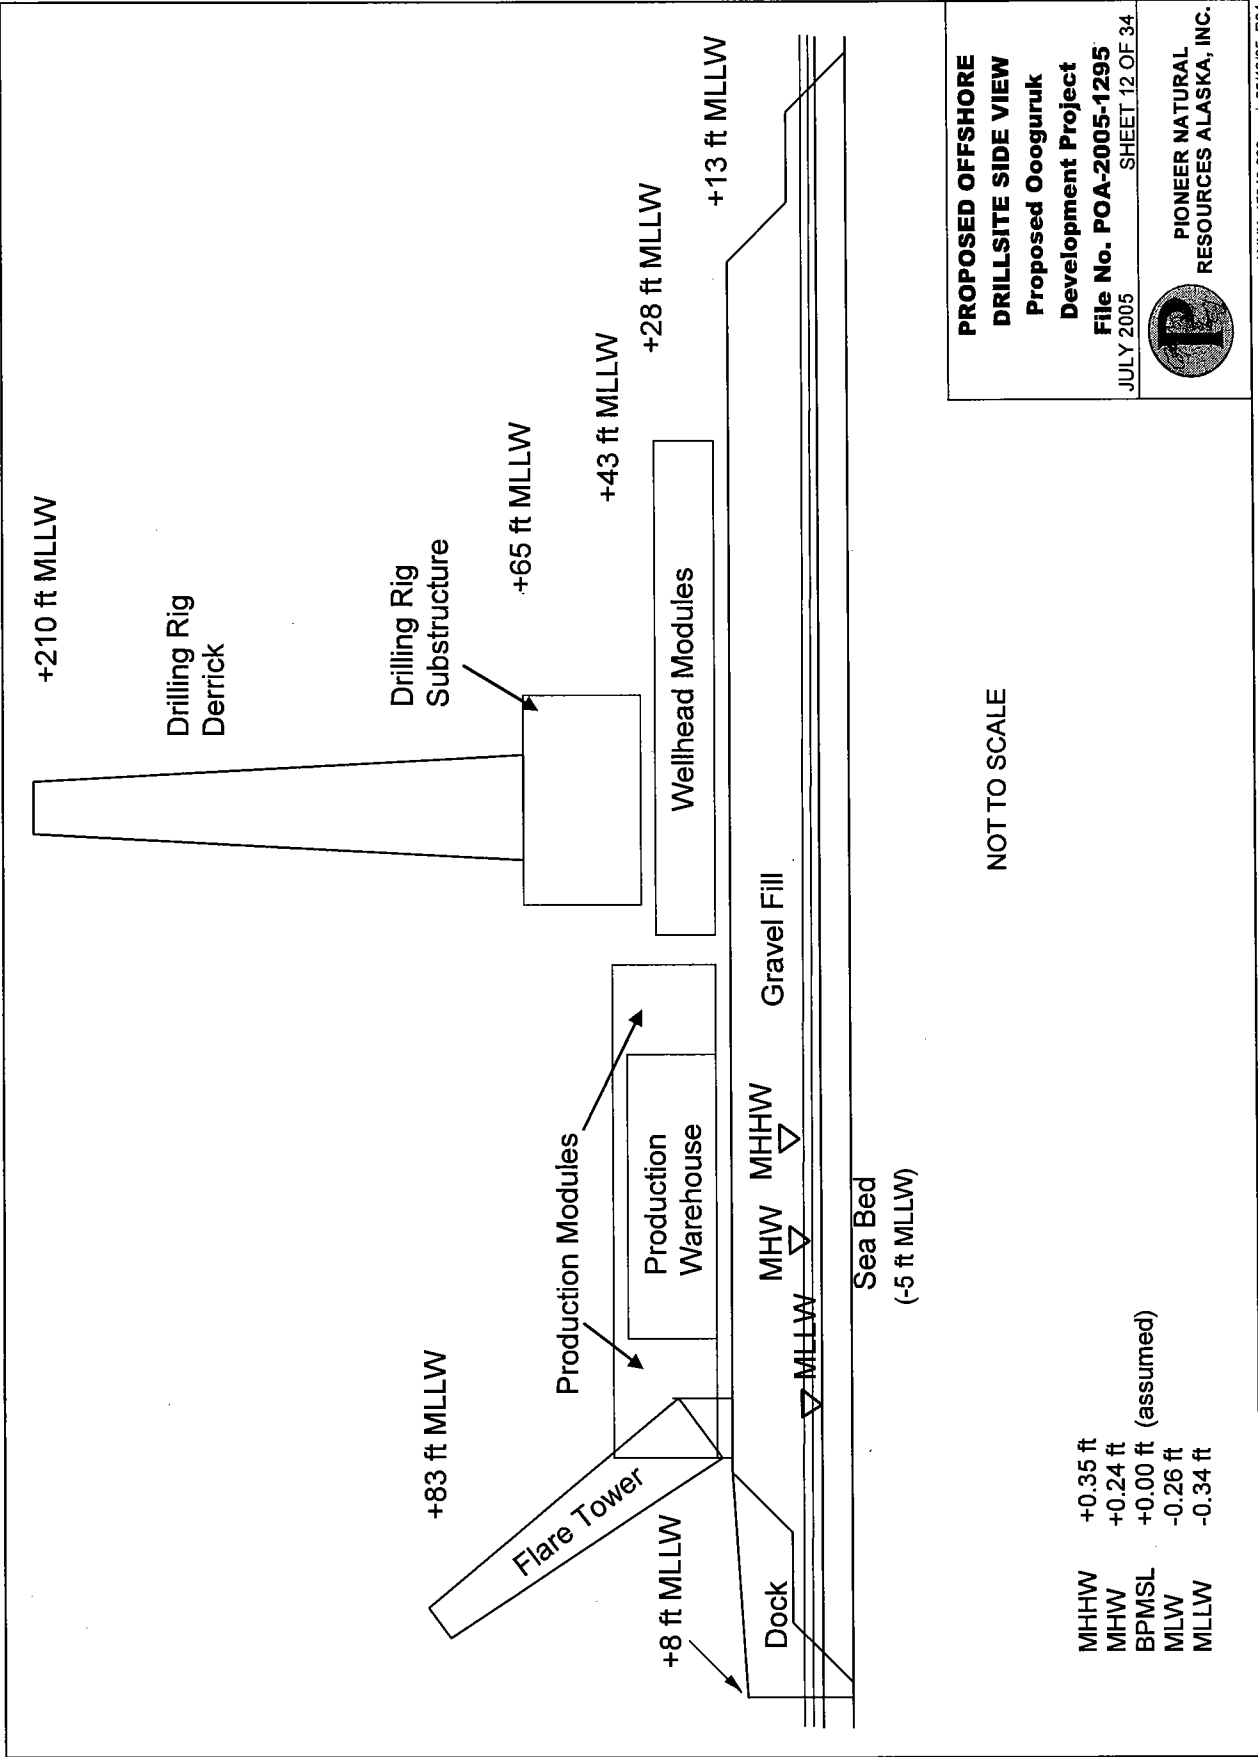 +210 ft MLLW
Drilling Rig
Derrick
Drilling Rig
Substructure
+65 ft MLLW
+83 ft MLLW
+43 ft MLLW
+28 ft MLLW
+13 ft MLLW
Production Modules
Flare Tower
Production
Warehouse
Wellhead Modules
+8 ft MLLW
Dock
MLLW
MHW
MHHW
Gravel Fill
Sea Bed
(-5 ft MLLW)
MHHW +0.35 ft
MHW +0.24 ft
BPMSL +0.00 ft (assumed)
MLW -0.26 ft
MLLW -0.34 ft
NOT TO SCALE
PROPOSED OFFSHORE
DRILLSITE SIDE VIEW
Proposed Oooguruk
Development Project
File No. POA-2005-1295
JULY 2005 SHEET 12 OF 34
P
PIONEER NATURAL
RESOURCES ALASKA, INC.